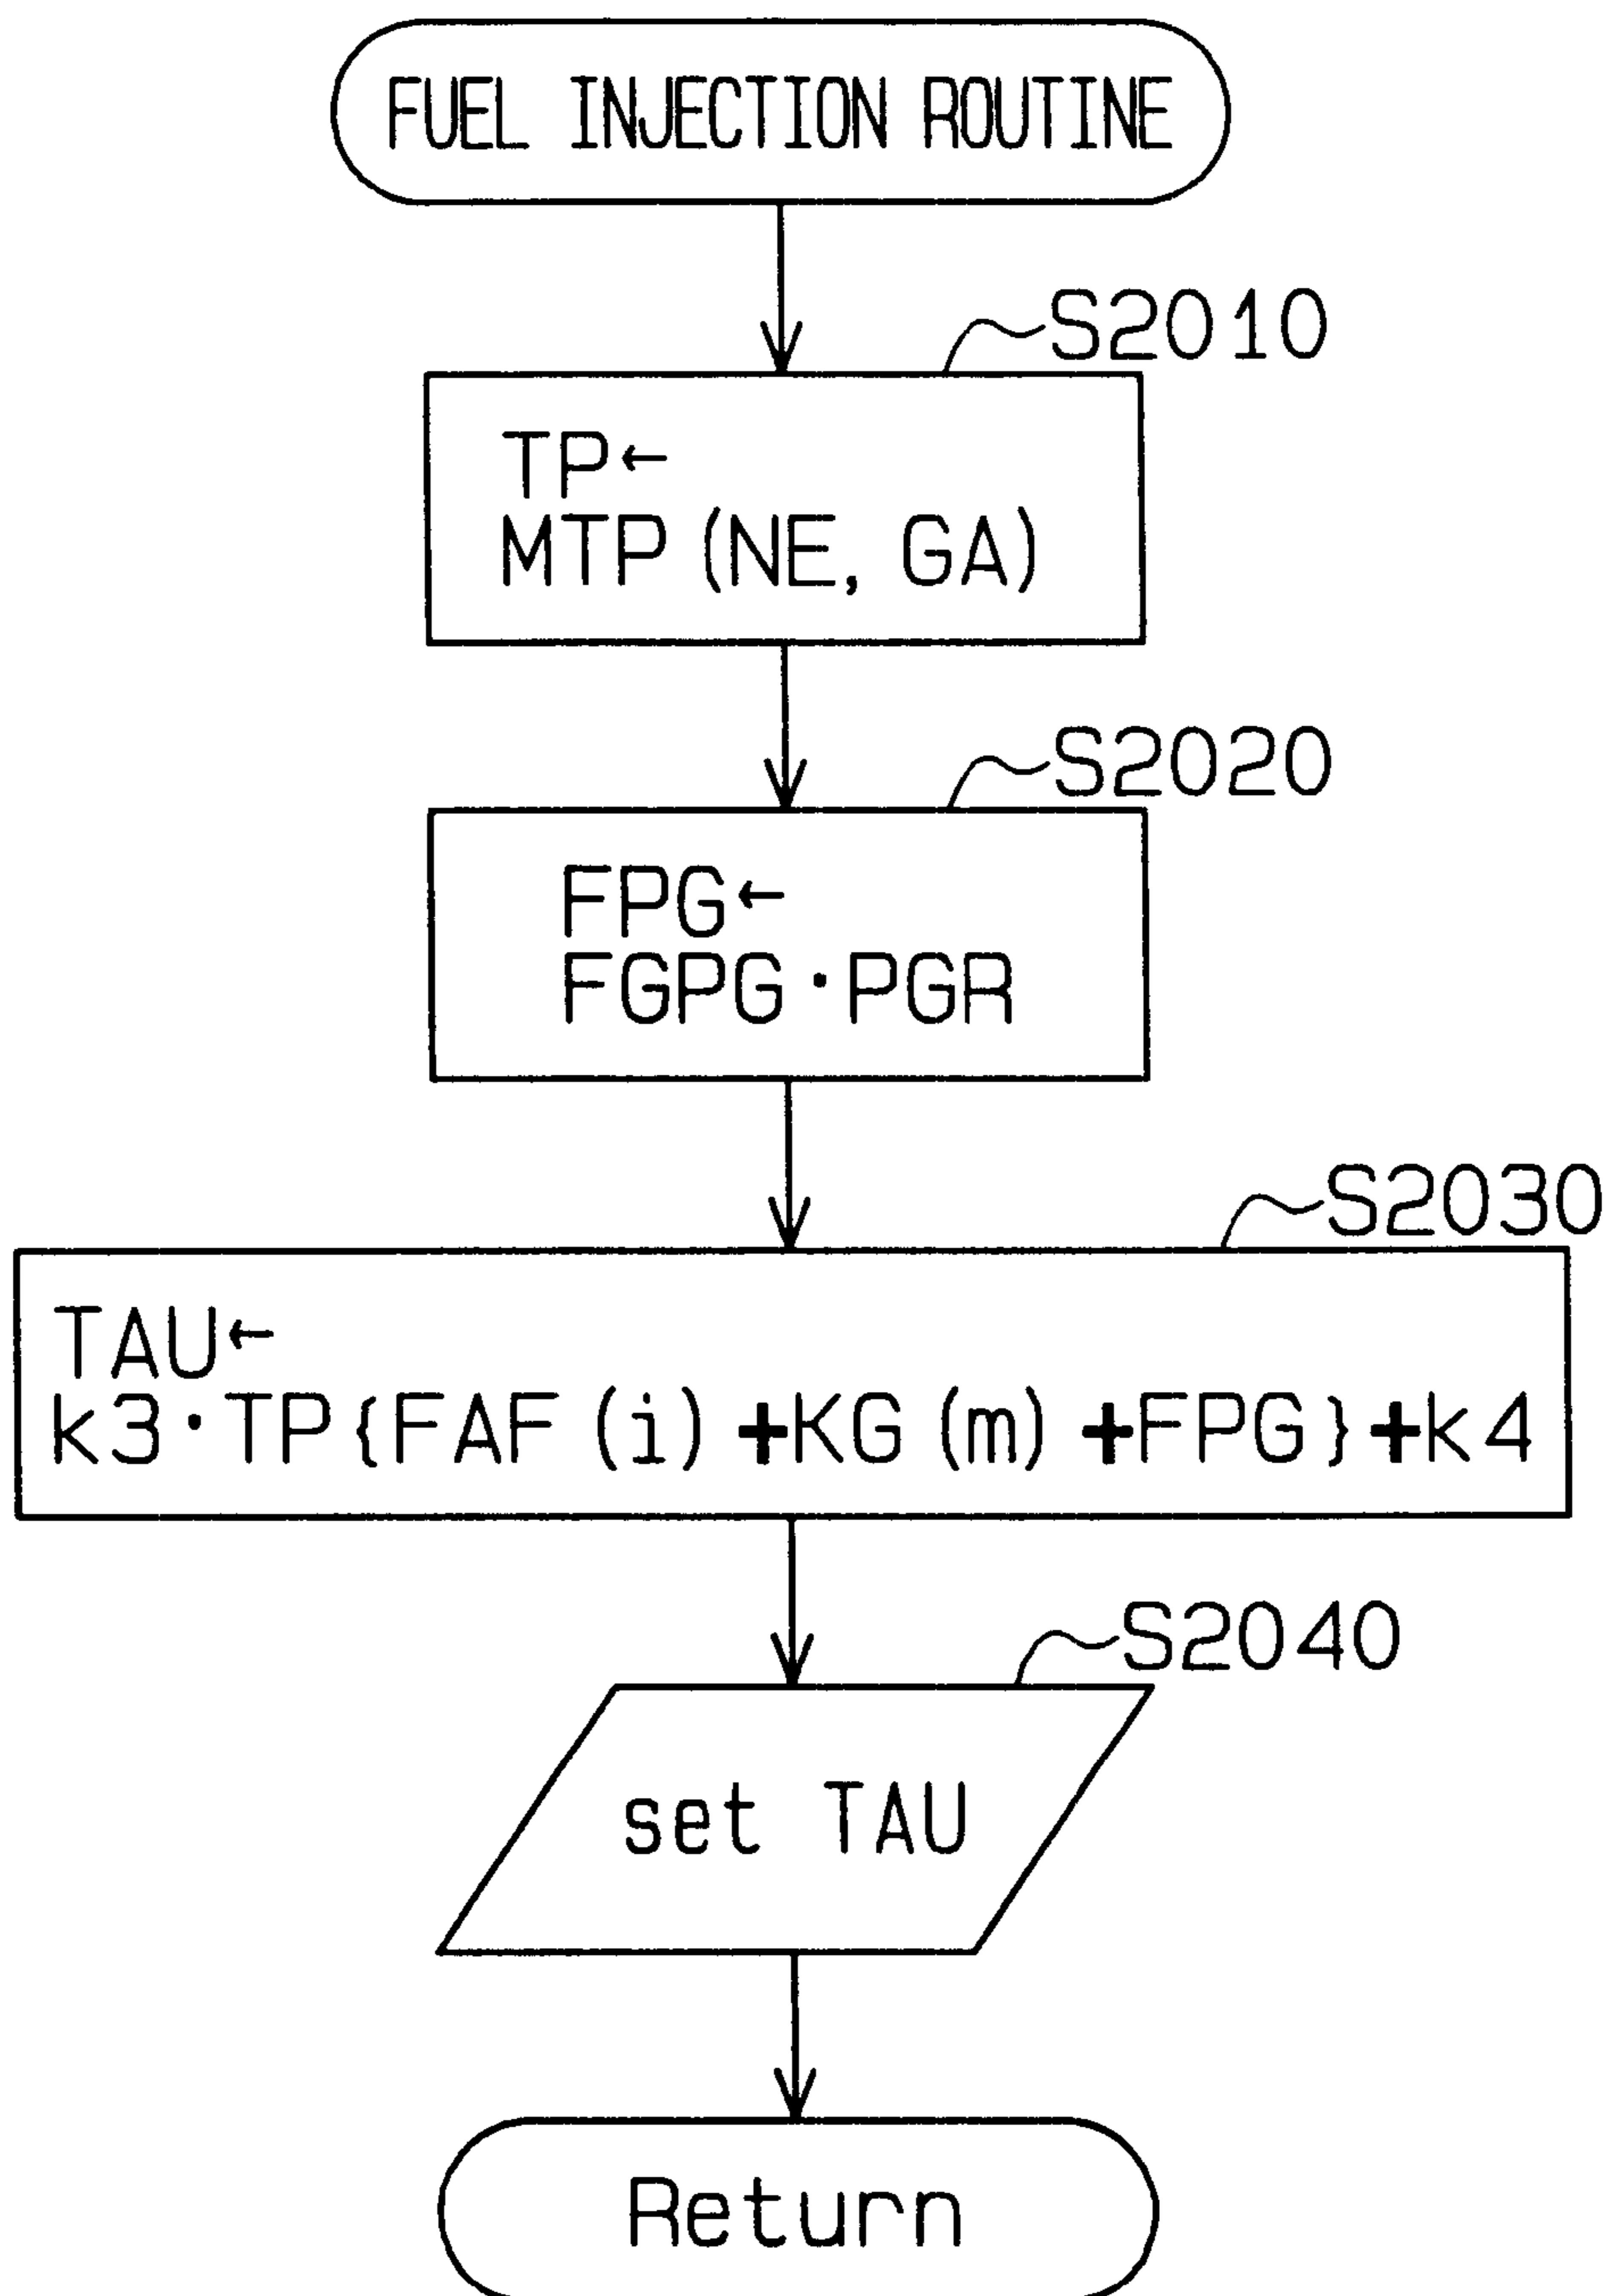 FUEL INJECTION ROUTINE
S2010
TP←
MTP (NE, GA)
S2020
FPG←
FGPG・PGR
S2030
TAU←
k3・TP{FAF (i) +KG (m) +FPG} +k4
S2040
set TAU
Return